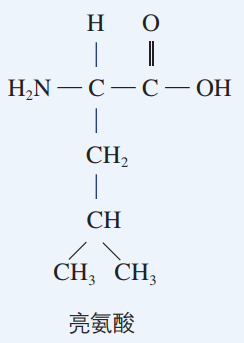 H O
H₂N — C — C — OH
CH₂
CH
CH₃ CH₃
亮氨酸